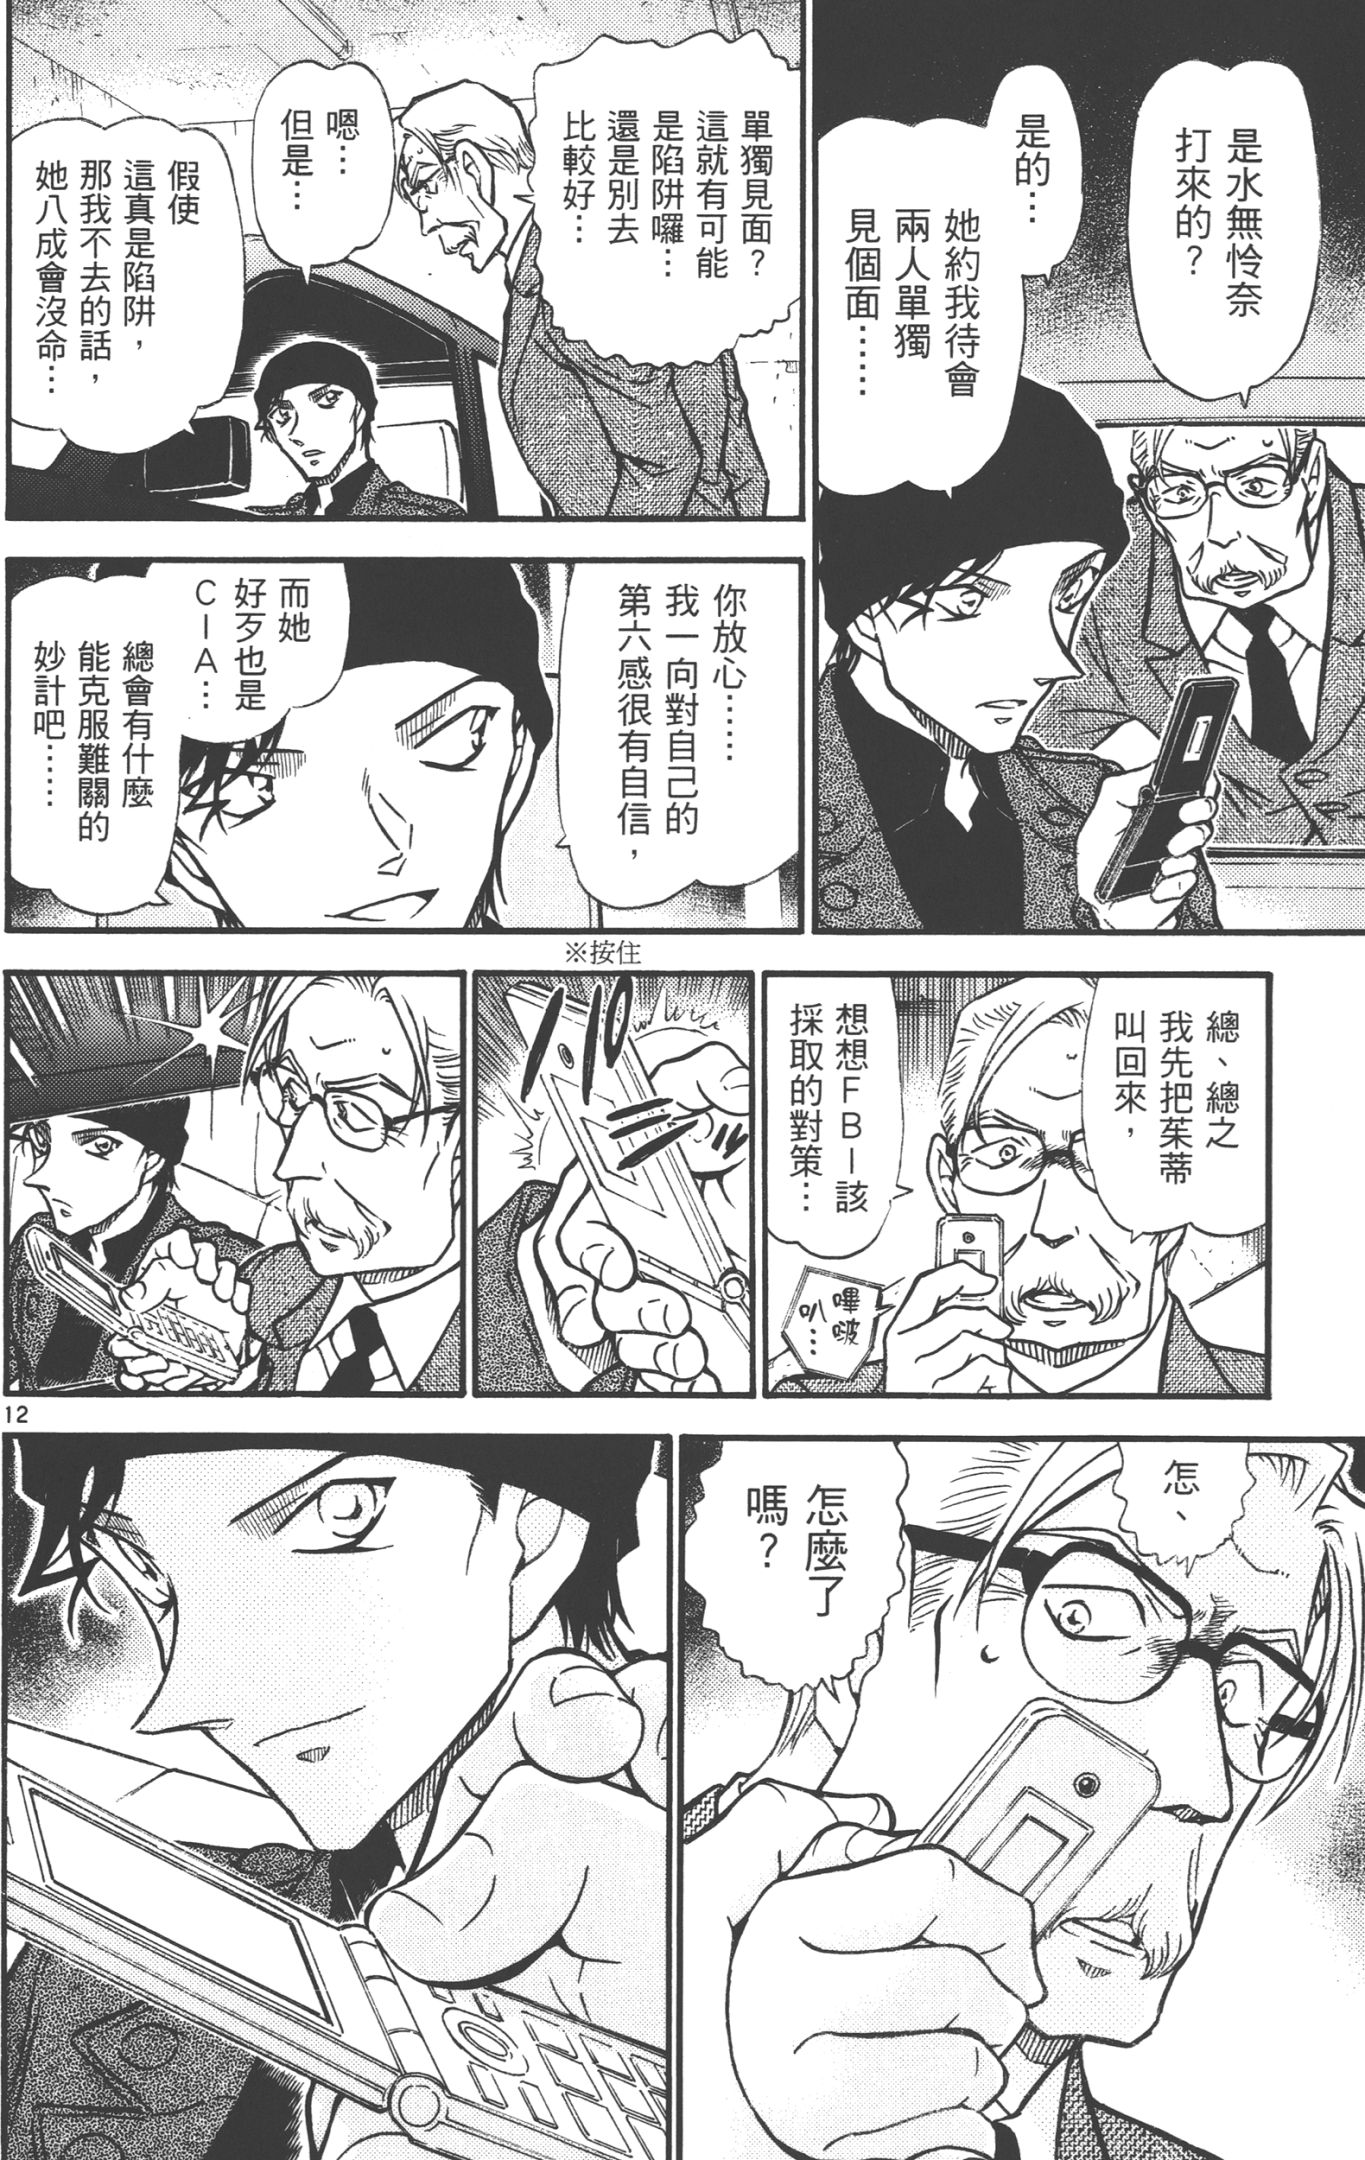 是水無怜奈
打來的？
是的…
她約我待會
兩人單獨
見個面……
單獨見面？
這就有可能
是陷阱囉…
還是別去
比較好…
嗯…
但是…
假使
這真是陷阱，
那我不去的話，
她八成會沒命…
你放心……
我一向對自己的
第六感很有自信，
而她
好歹也是
CIA…
總會有什麼
能克服難關的
妙計吧……
總、總之
我先把茱蒂
叫回來，
想想FBI該
採取的對策…
嗶啵
叭…
※按住
12
怎、
怎麼了
嗎？